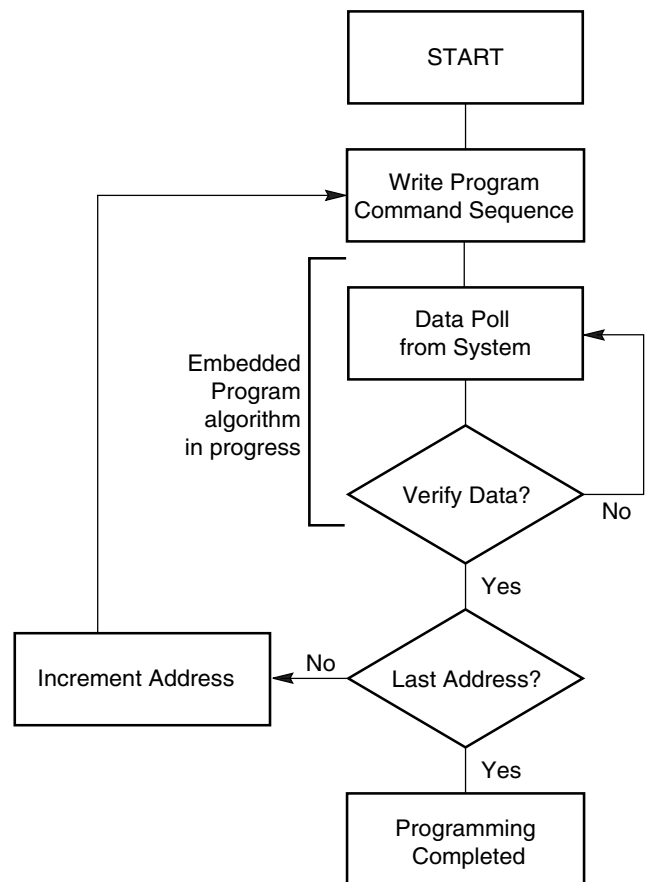 START
Write Program
Command Sequence
Data Poll
from System
Embedded
Program
algorithm
in progress
Verify Data?
No
Yes
Increment Address
No
Last Address?
Yes
Programming
Completed